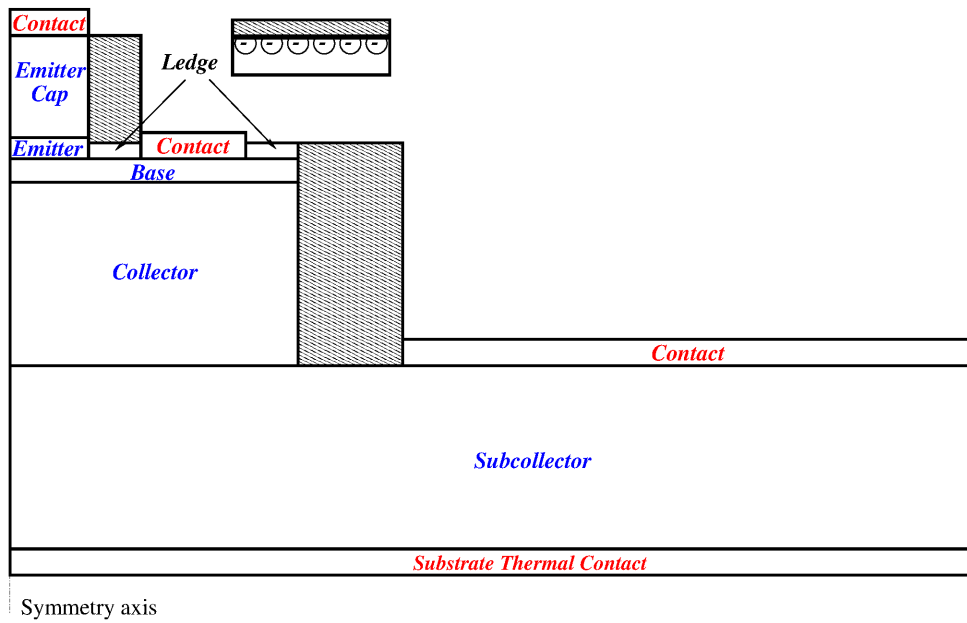 Contact
Emitter
Cap
Ledge
- - - - - -
Emitter
Contact
Base
Collector
Contact
Subcollector
Substrate Thermal Contact
Symmetry axis